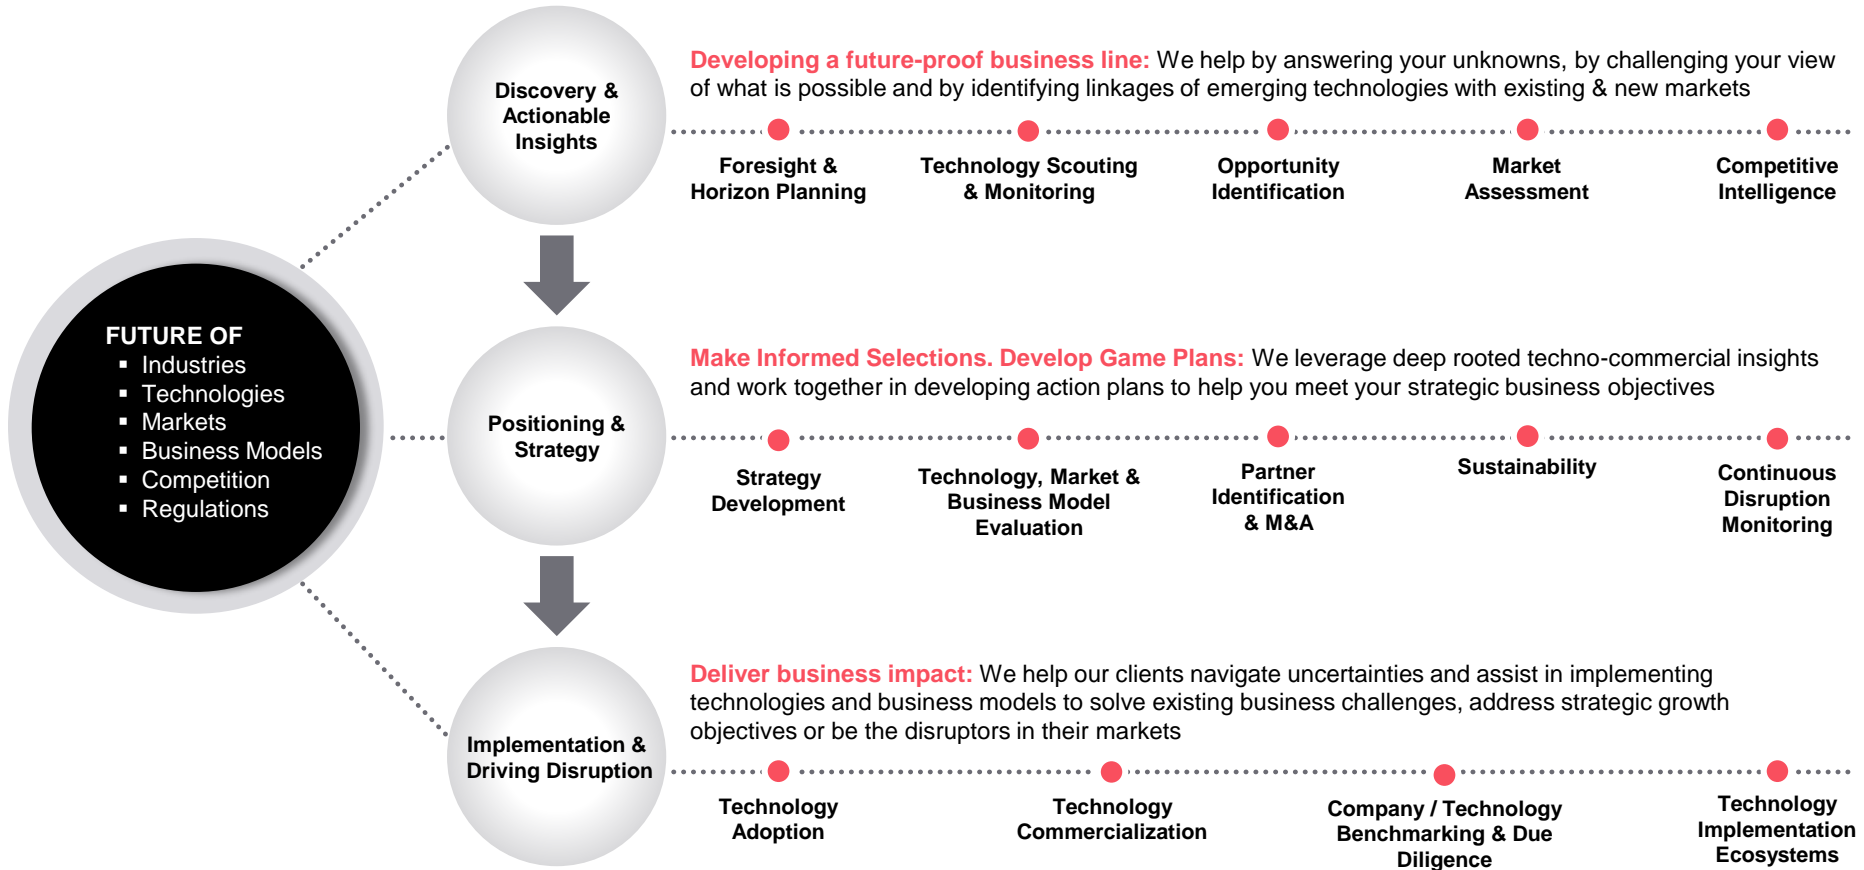 FUTURE OF
▪ Industries
▪ Technologies
▪ Markets
▪ Business Models
▪ Competition
▪ Regulations
Discovery &
Actionable
Insights
Developing a future-proof business line: We help by answering your unknowns, by challenging your view
of what is possible and by identifying linkages of emerging technologies with existing & new markets
Foresight &
Horizon Planning
Technology Scouting
& Monitoring
Opportunity
Identification
Market
Assessment
Competitive
Intelligence
Positioning &
Strategy
Make Informed Selections. Develop Game Plans: We leverage deep rooted techno-commercial insights
and work together in developing action plans to help you meet your strategic business objectives
Strategy
Development
Technology, Market &
Business Model
Evaluation
Partner
Identification
& M&A
Sustainability
Continuous
Disruption
Monitoring
Implementation &
Driving Disruption
Deliver business impact: We help our clients navigate uncertainties and assist in implementing
technologies and business models to solve existing business challenges, address strategic growth
objectives or be the disruptors in their markets
Technology
Adoption
Technology
Commercialization
Company / Technology
Benchmarking & Due
Diligence
Technology
Implementation
Ecosystems